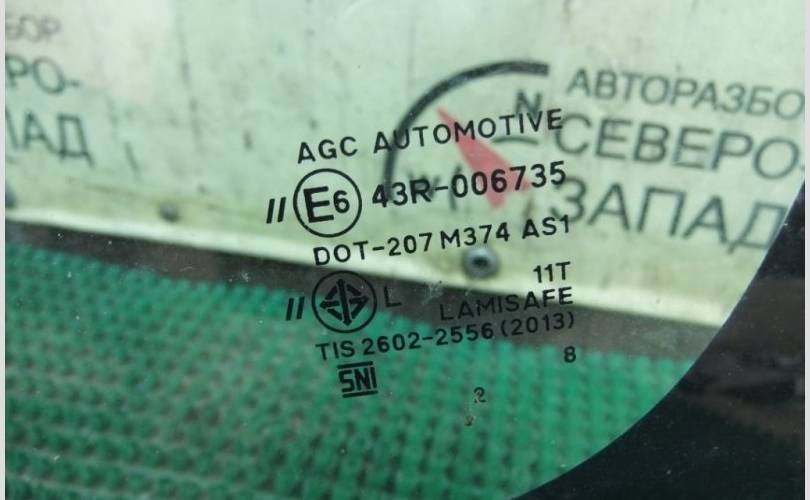 АВТОРАЗБО
СЕВЕРО-
ЗАПАД
AGC AUTOMOTIVE
// E6 43R-006735
DOT-207 M374 AS1
// L 11T
LAMISAFE
TIS 2602-2556 (2013)
SNI 8
2